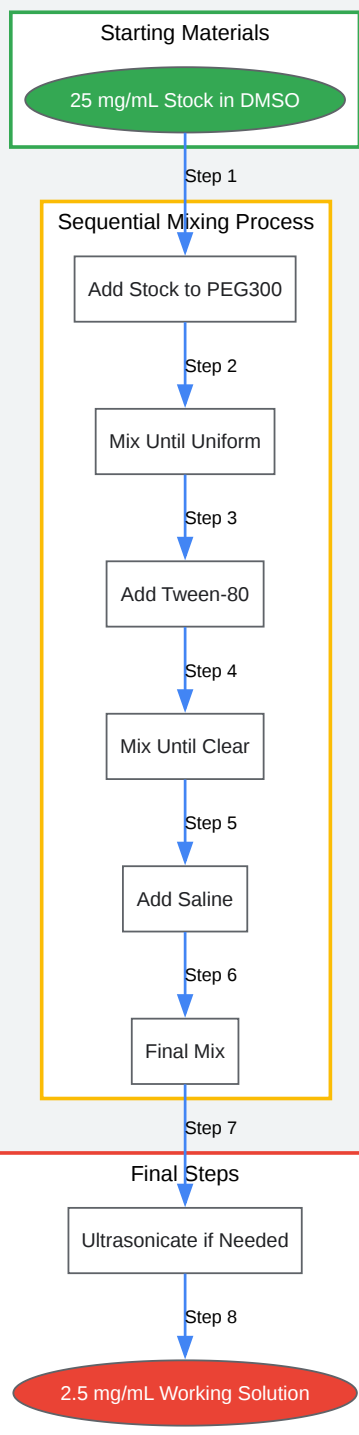 Starting Materials
25 mg/mL Stock in DMSO
Step 1
Sequential Mixing Process
Add Stock to PEG300
Step 2
Mix Until Uniform
Step 3
Add Tween-80
Step 4
Mix Until Clear
Step 5
Add Saline
Step 6
Final Mix
Step 7
Final Steps
Ultrasonicate if Needed
Step 8
2.5 mg/mL Working Solution